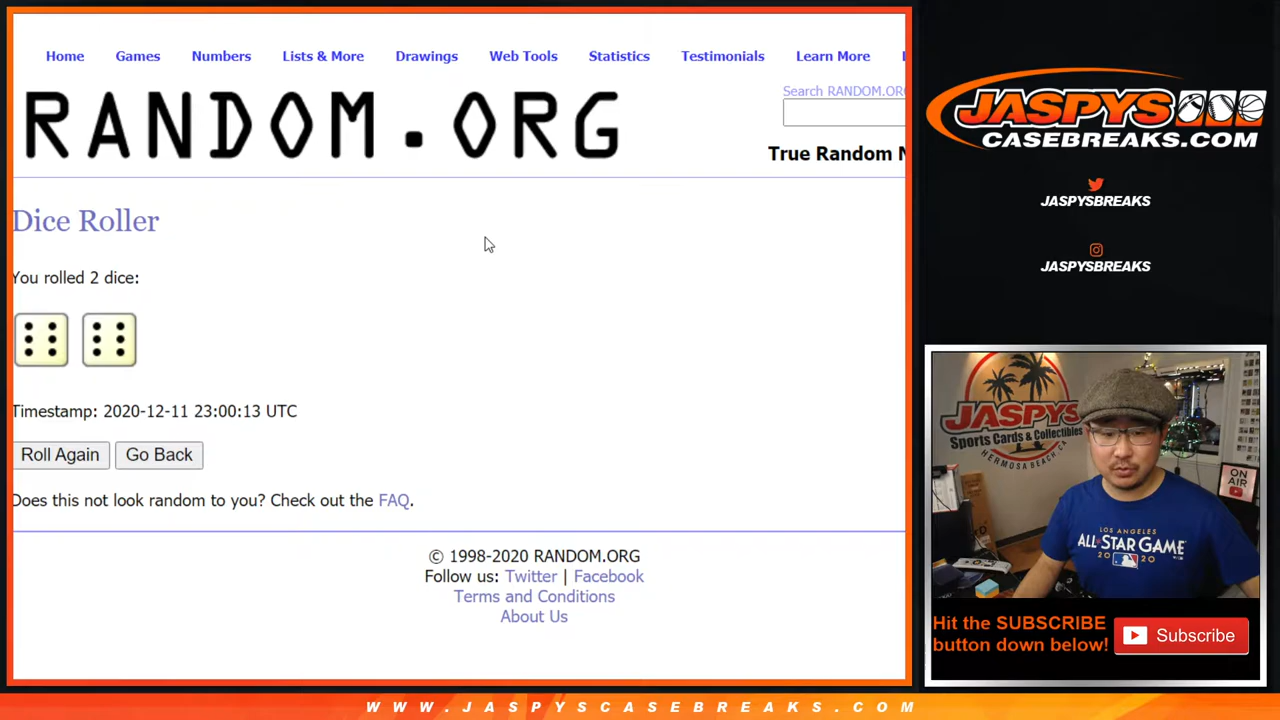 Home Games Numbers Lists & More Drawings Web Tools Statistics Testimonials Learn More
Search RANDOM.ORG
RANDOM.ORG
True Random N
Dice Roller
You rolled 2 dice:
Timestamp: 2020-12-11 23:00:13 UTC
Roll Again Go Back
Does this not look random to you? Check out the FAQ.
© 1998-2020 RANDOM.ORG
Follow us: Twitter | Facebook
Terms and Conditions
About Us
JASPYS
CASEBREAKS.COM
JASPYSBREAKS
JASPYSBREAKS
JASPYS
Sports Cards & Collectibles
HERMOSA BEACH, CA
ON AIR
LOS ANGELES
ALL-STAR GAME
2020
Hit the SUBSCRIBE
button down below!
Subscribe
WWW.JASPYSCASEBREAKS.COM